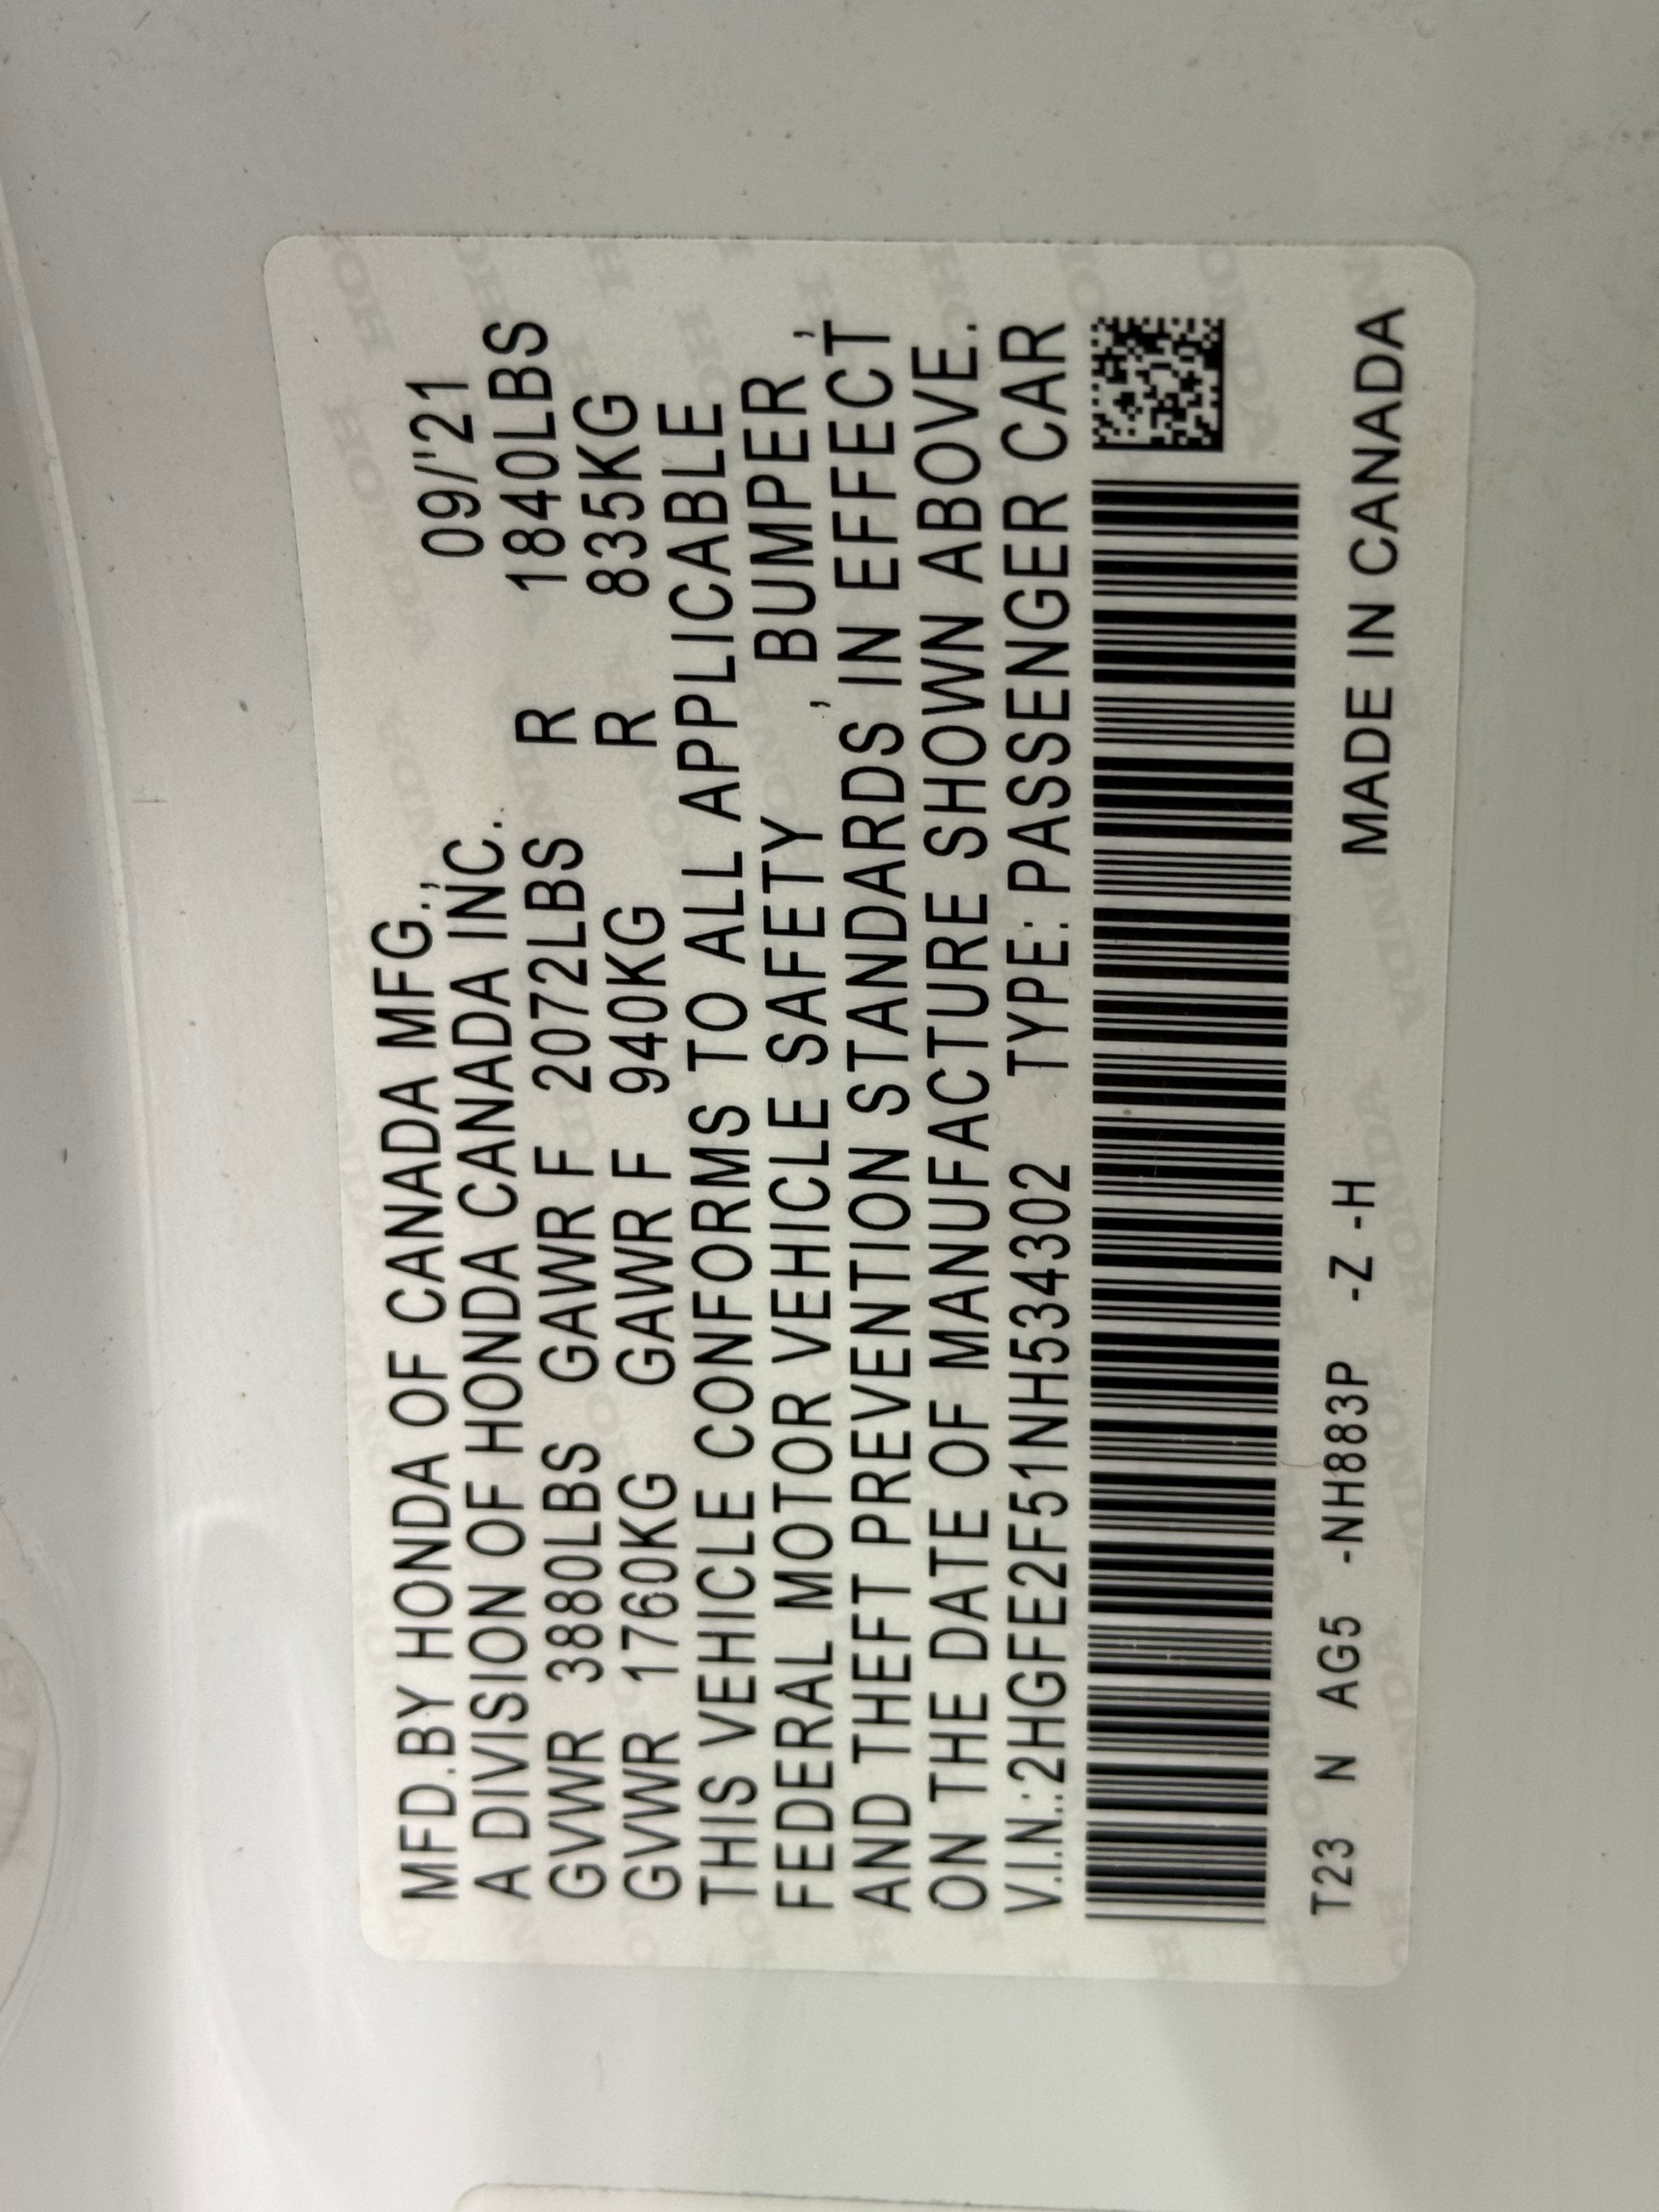 MFD.BY HONDA OF CANADA MFG.,
A DIVISION OF HONDA CANADA INC. 09/'21
GVWR 3880LBS GAWR F 2072LBS R 1840LBS
GVWR 1760KG GAWR F 940KG R 835KG
THIS VEHICLE CONFORMS TO ALL APPLICABLE
FEDERAL MOTOR VEHICLE SAFETY , BUMPER ,
AND THEFT PREVENTION STANDARDS IN EFFECT
ON THE DATE OF MANUFACTURE SHOWN ABOVE.
V.I.N.:2HGFE2F51NH534302 TYPE: PASSENGER CAR
T23 N AG5 -NH883P -Z -H MADE IN CANADA